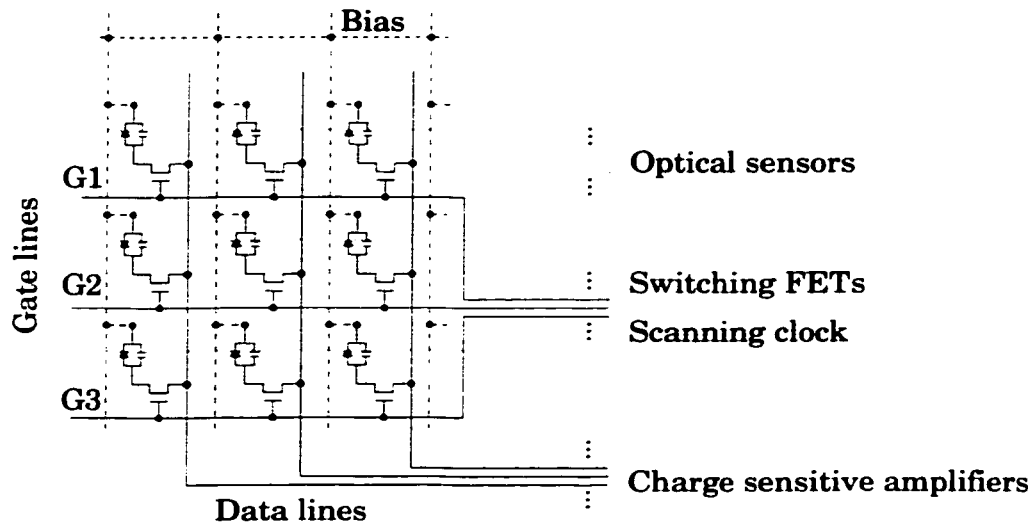 Bias
Optical sensors
G1
Gate lines
G2
Switching FETs
Scanning clock
G3
Charge sensitive amplifiers
Data lines